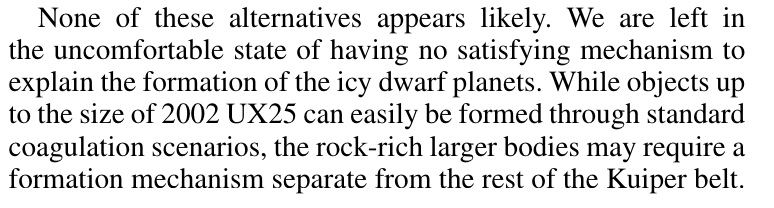 None of these alternatives appears likely. We are left in
the uncomfortable state of having no satisfying mechanism to
explain the formation of the icy dwarf planets. While objects up
to the size of 2002 UX25 can easily be formed through standard
coagulation scenarios, the rock-rich larger bodies may require a
formation mechanism separate from the rest of the Kuiper belt.